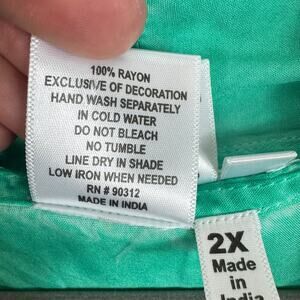 100% RAYON
EXCLUSIVE OF DECORATION
HAND WASH SEPARATELY
IN COLD WATER
DO NOT BLEACH
NO TUMBLE
LINE DRY IN SHADE
LOW IRON WHEN NEEDED
RN # 90312
MADE IN INDIA
2X
Made
in
India